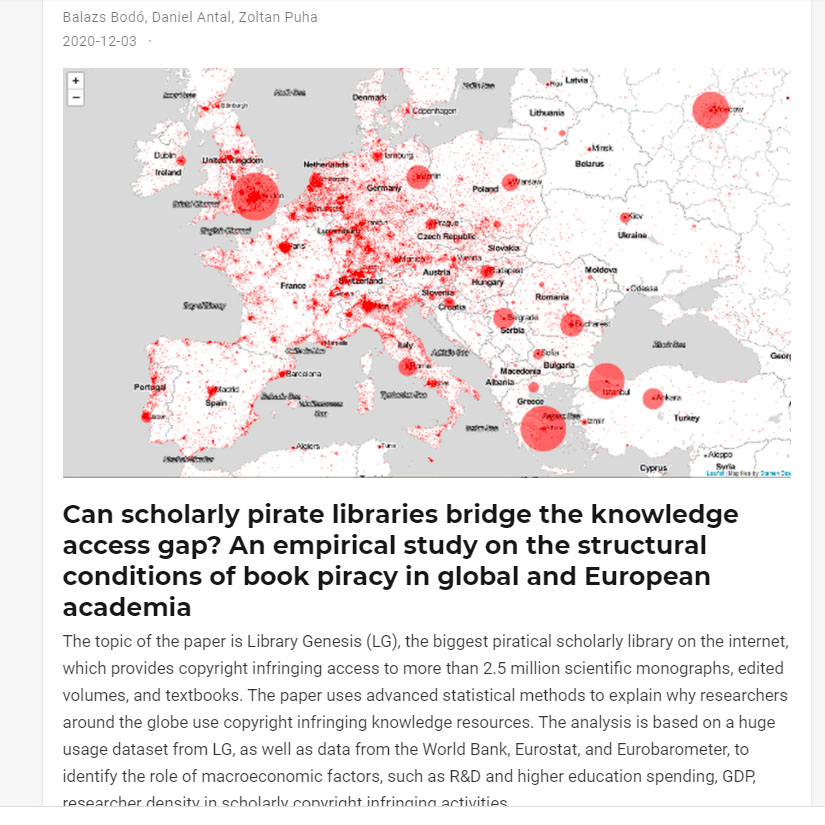 Balazs Bodó, Daniel Antal, Zoltan Puha
2020-12-03 ·
+
−
Latvia
Denmark
Copenhagen
Lithuania
Moscow
Edinburgh
Minsk
Belarus
Dublin
Ireland
United Kingdom
Netherlands
Hamburg
Germany
Poland
Warsaw
Kiev
Ukraine
Prague
Czech Republic
Slovakia
Paris
France
Switzerland
Austria
Vienna
Budapest
Hungary
Moldova
Odessa
Slovenia
Croatia
Romania
Belgrade
Serbia
Bucharest
Italy
Rome
Sofia
Bulgaria
Macedonia
Albania
Greece
Barcelona
Madrid
Spain
Portugal
Istanbul
Ankara
Turkey
Izmir
Algiers
Tunis
Cyprus
Aleppo
Syria
Can scholarly pirate libraries bridge the knowledge
access gap? An empirical study on the structural
conditions of book piracy in global and European
academia
The topic of the paper is Library Genesis (LG), the biggest piratical scholarly library on the internet,
which provides copyright infringing access to more than 2.5 million scientific monographs, edited
volumes, and textbooks. The paper uses advanced statistical methods to explain why researchers
around the globe use copyright infringing knowledge resources. The analysis is based on a huge
usage dataset from LG, as well as data from the World Bank, Eurostat, and Eurobarometer, to
identify the role of macroeconomic factors, such as R&D and higher education spending, GDP,
researcher density in scholarly copyright infringing activities.